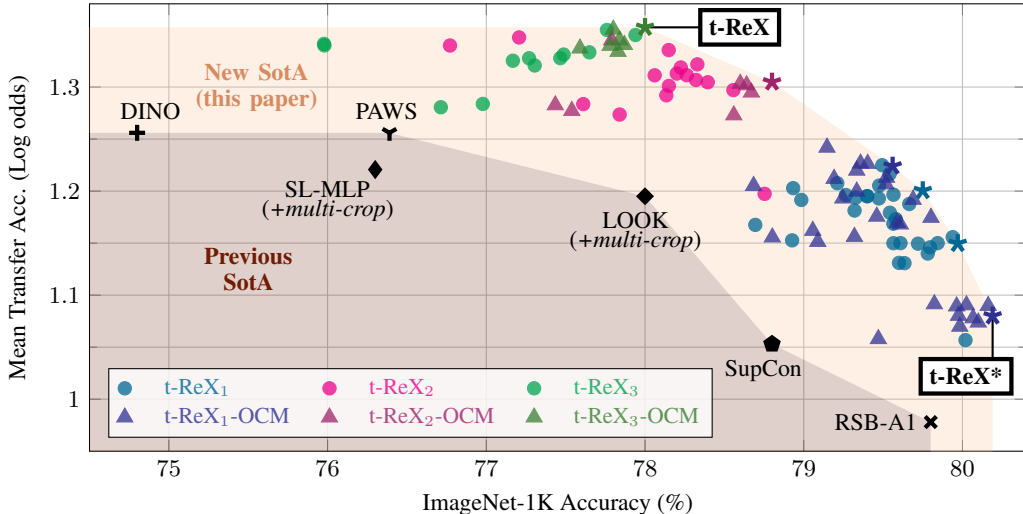 t-ReX
New SotA
(this paper)
DINO
PAWS
SL-MLP
(+multi-crop)
LOOK
(+multi-crop)
Previous
SotA
SupCon
t-ReX*
RSB-A1
t-ReX₁
t-ReX₂
t-ReX₃
t-ReX₁-OCM
t-ReX₂-OCM
t-ReX₃-OCM
1.3
1.2
1.1
1
Mean Transfer Acc. (Log odds)
75
76
77
78
79
80
ImageNet-1K Accuracy (%)